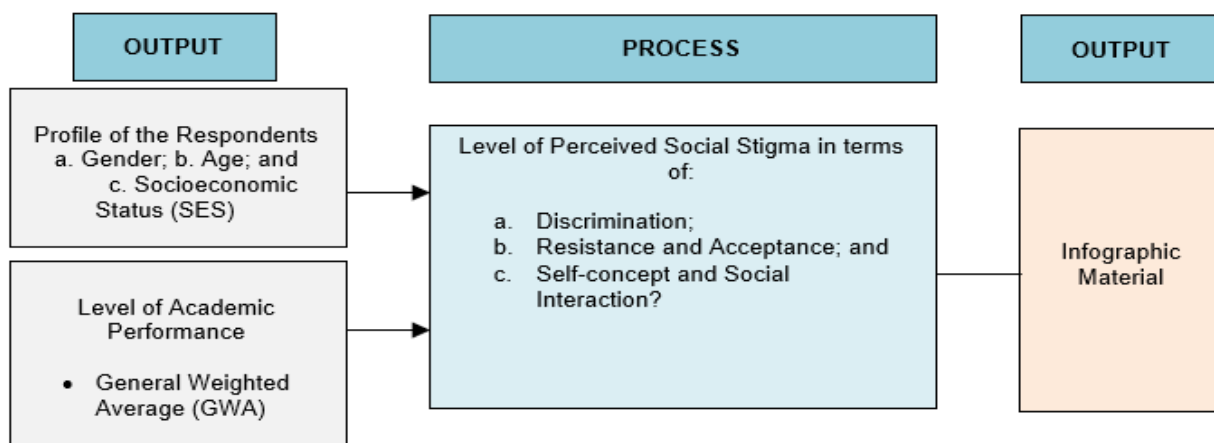 OUTPUT
Profile of the Respondents
a. Gender; b. Age; and
c. Socioeconomic
Status (SES)
Level of Academic
Performance
• General Weighted
Average (GWA)
PROCESS
Level of Perceived Social Stigma in terms
of:
a. Discrimination;
b. Resistance and Acceptance; and
c. Self-concept and Social
Interaction?
OUTPUT
Infographic
Material